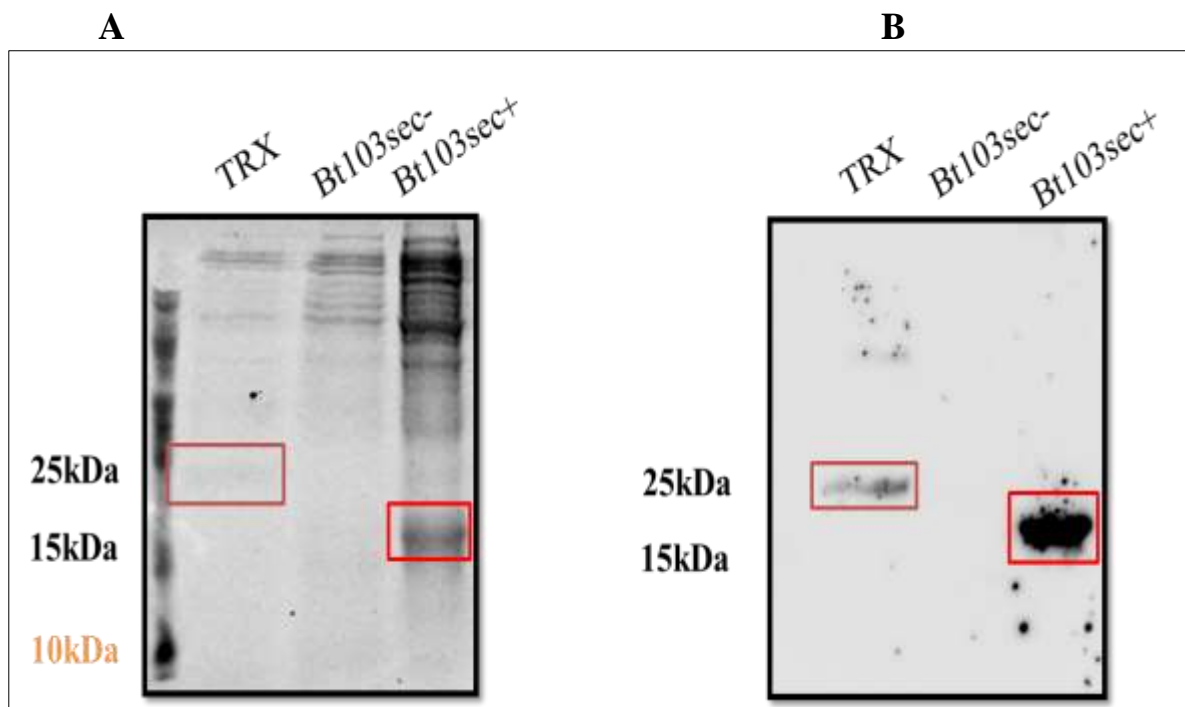 A
B
TRX
Bt103sec-
Bt103sec+
25kDa
15kDa
10kDa
TRX
Bt103sec-
Bt103sec+
25kDa
15kDa